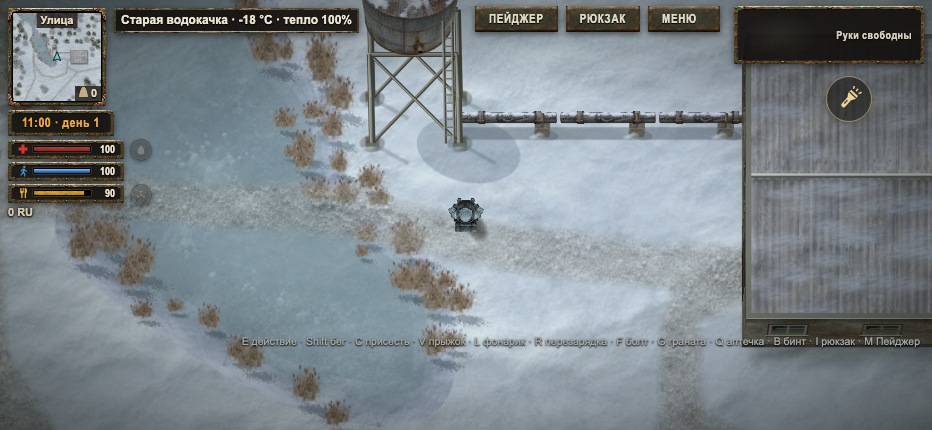 Улица
Старая водокачка · -18 °C · тепло 100%
ПЕЙДЖЕР
РЮКЗАК
МЕНЮ
Руки свободны
0
11:00 · день 1
100
100
90
0 RU
E действие · Shift бег · C присесть · V прыжок · L фонарик · R перезарядка · F болт · G граната · Q аптечка · B бинт · I рюкзак · M Пейджер